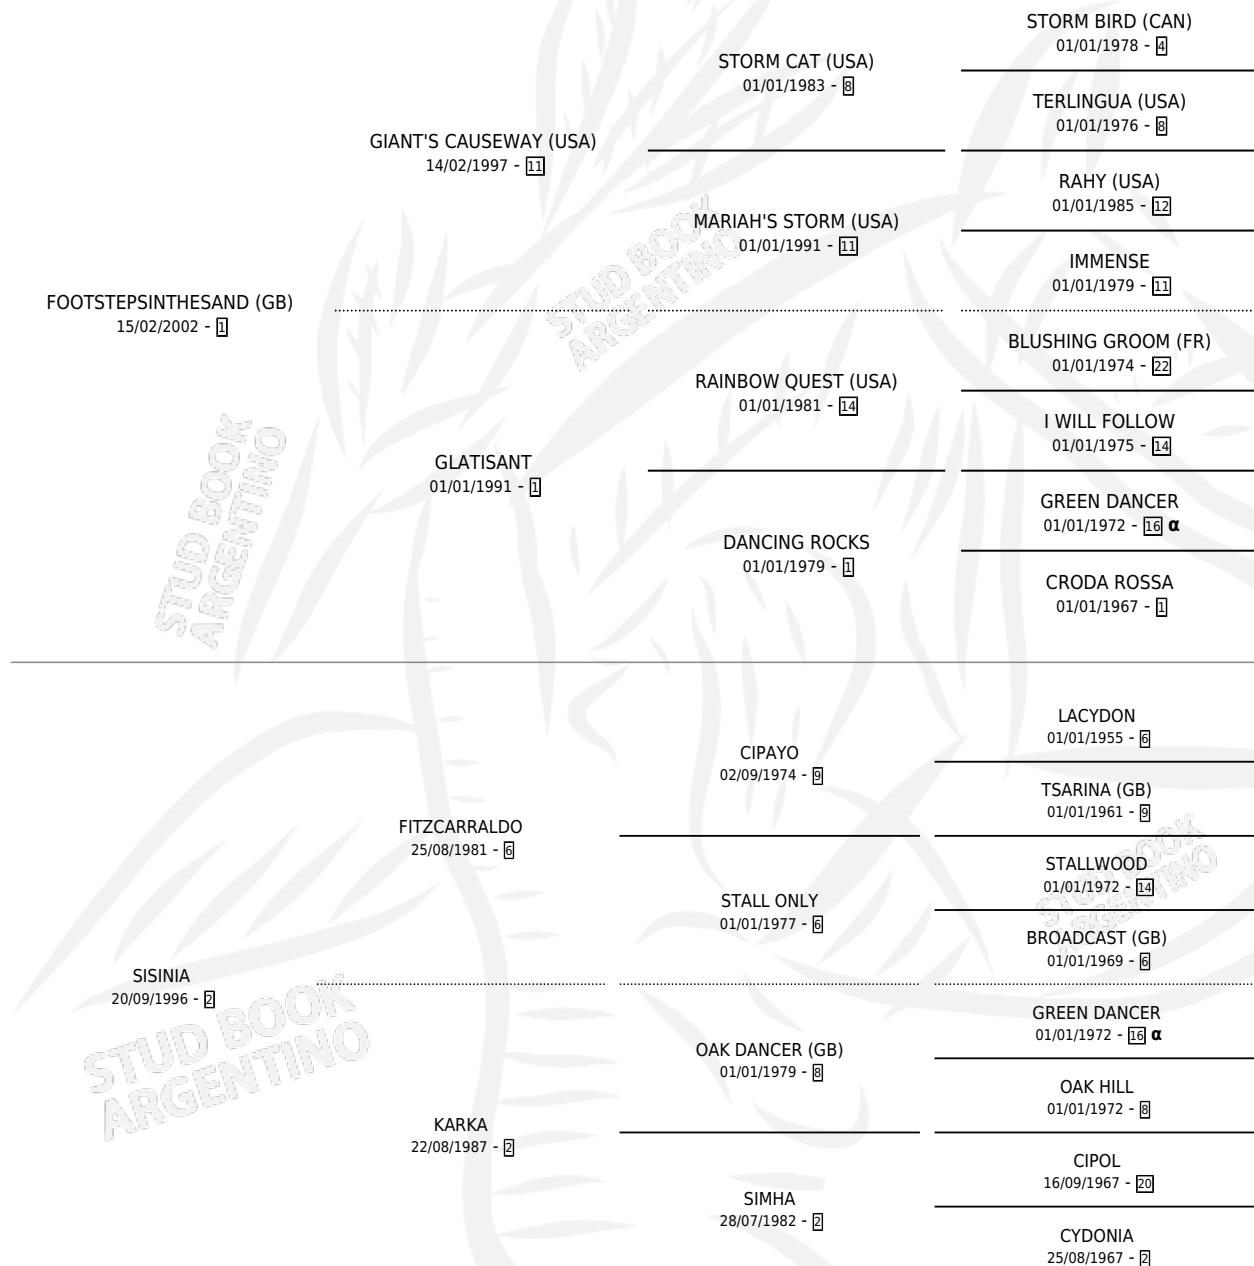 STORM BIRD (CAN)
01/01/1978 - 4
STORM CAT (USA)
01/01/1983 - 8
TERLINGUA (USA)
01/01/1976 - 8
GIANT'S CAUSEWAY (USA)
14/02/1997 - 11
RAHY (USA)
01/01/1985 - 12
MARIAH'S STORM (USA)
01/01/1991 - 11
IMMENSE
01/01/1979 - 11
FOOTSTEPSINTHESAND (GB)
15/02/2002 - 1
BLUSHING GROOM (FR)
01/01/1974 - 22
RAINBOW QUEST (USA)
01/01/1981 - 14
I WILL FOLLOW
01/01/1975 - 14
GLATISANT
01/01/1991 - 1
GREEN DANCER
01/01/1972 - 16 α
DANCING ROCKS
01/01/1979 - 1
CRODA ROSSA
01/01/1967 - 1
LACYDON
01/01/1955 - 6
CIPAYO
02/09/1974 - 9
TSARINA (GB)
01/01/1961 - 9
FITZCARRALDO
25/08/1981 - 6
STALLWOOD
01/01/1972 - 14
STALL ONLY
01/01/1977 - 6
BROADCAST (GB)
01/01/1969 - 6
SISINIA
20/09/1996 - 2
GREEN DANCER
01/01/1972 - 16 α
OAK DANCER (GB)
01/01/1979 - 8
OAK HILL
01/01/1972 - 8
KARKA
22/08/1987 - 2
CIPOL
16/09/1967 - 20
SIMHA
28/07/1982 - 2
CYDONIA
25/08/1967 - 2
STUD BOOK
ARGENTINO
STUD BOOK
ARGENTINO
STUD BOOK
ARGENTINO
STUD BOOK
ARGENTINO